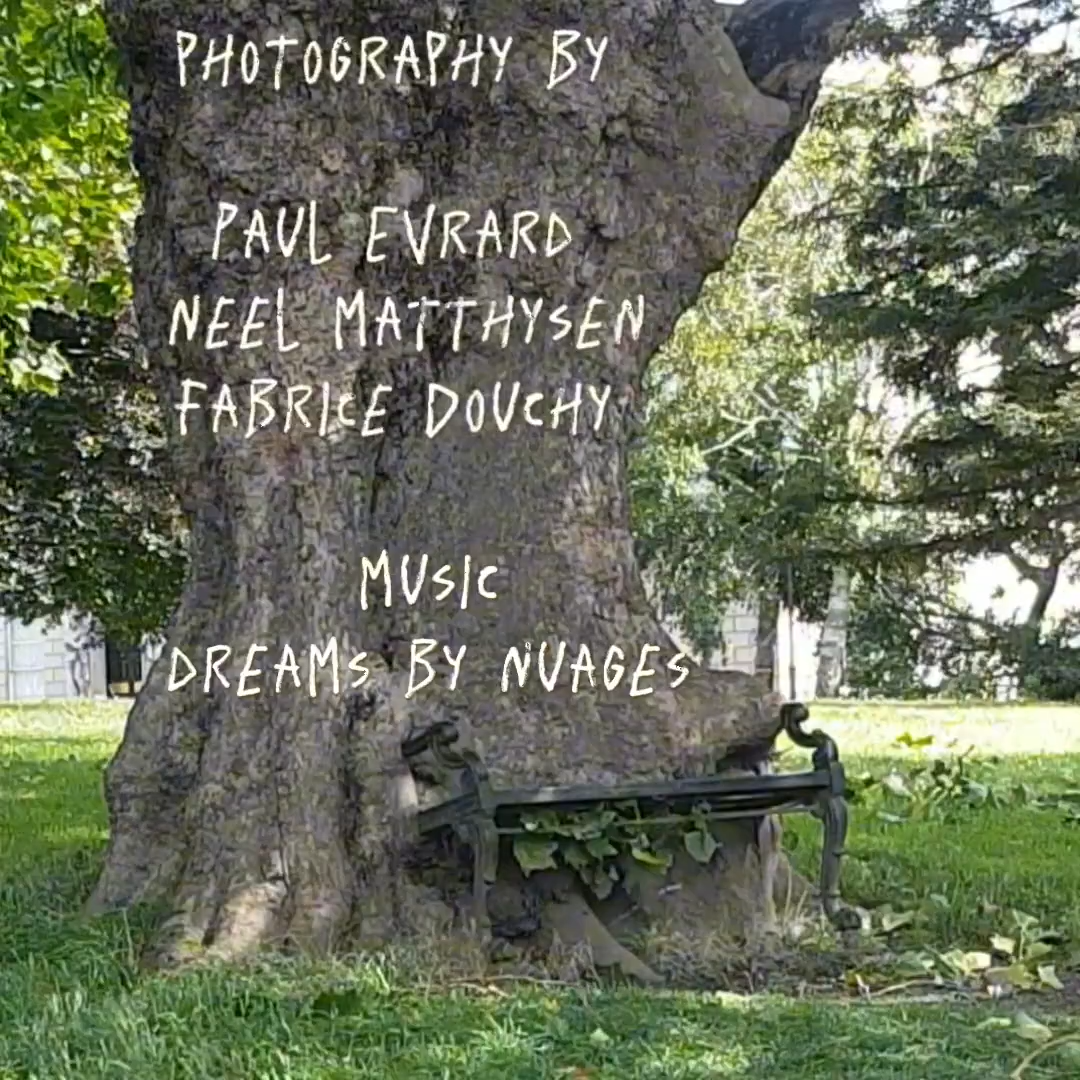 PHOTOGRAPHY BY
PAUL EVRARD
NEEL MATTHYSEN
FABRICE DOUCHY
MUSIC
DREAMS BY NUAGES